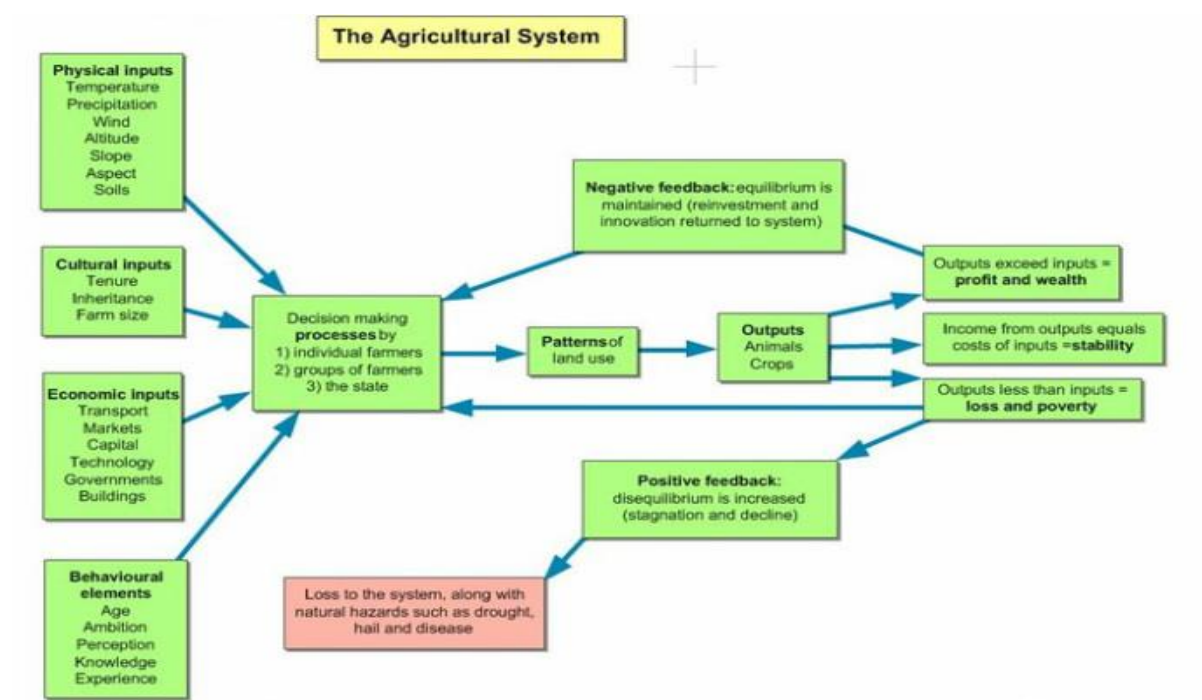 The Agricultural System
Physical inputs
Temperature
Precipitation
Wind
Altitude
Slope
Aspect
Soils
Cultural inputs
Tenure
Inheritance
Farm size
Economic inputs
Transport
Markets
Capital
Technology
Governments
Buildings
Behavioural
elements
Age
Ambition
Perception
Knowledge
Experience
Decision making
processes by
1) individual farmers
2) groups of farmers
3) the state
Patterns of
land use
Outputs
Animals
Crops
Negative feedback: equilibrium is
maintained (reinvestment and
innovation returned to system)
Outputs exceed inputs =
profit and wealth
Income from outputs equals
costs of inputs =stability
Outputs less than inputs =
loss and poverty
Positive feedback:
disequilibrium is increased
(stagnation and decline)
Loss to the system, along with
natural hazards such as drought,
hail and disease